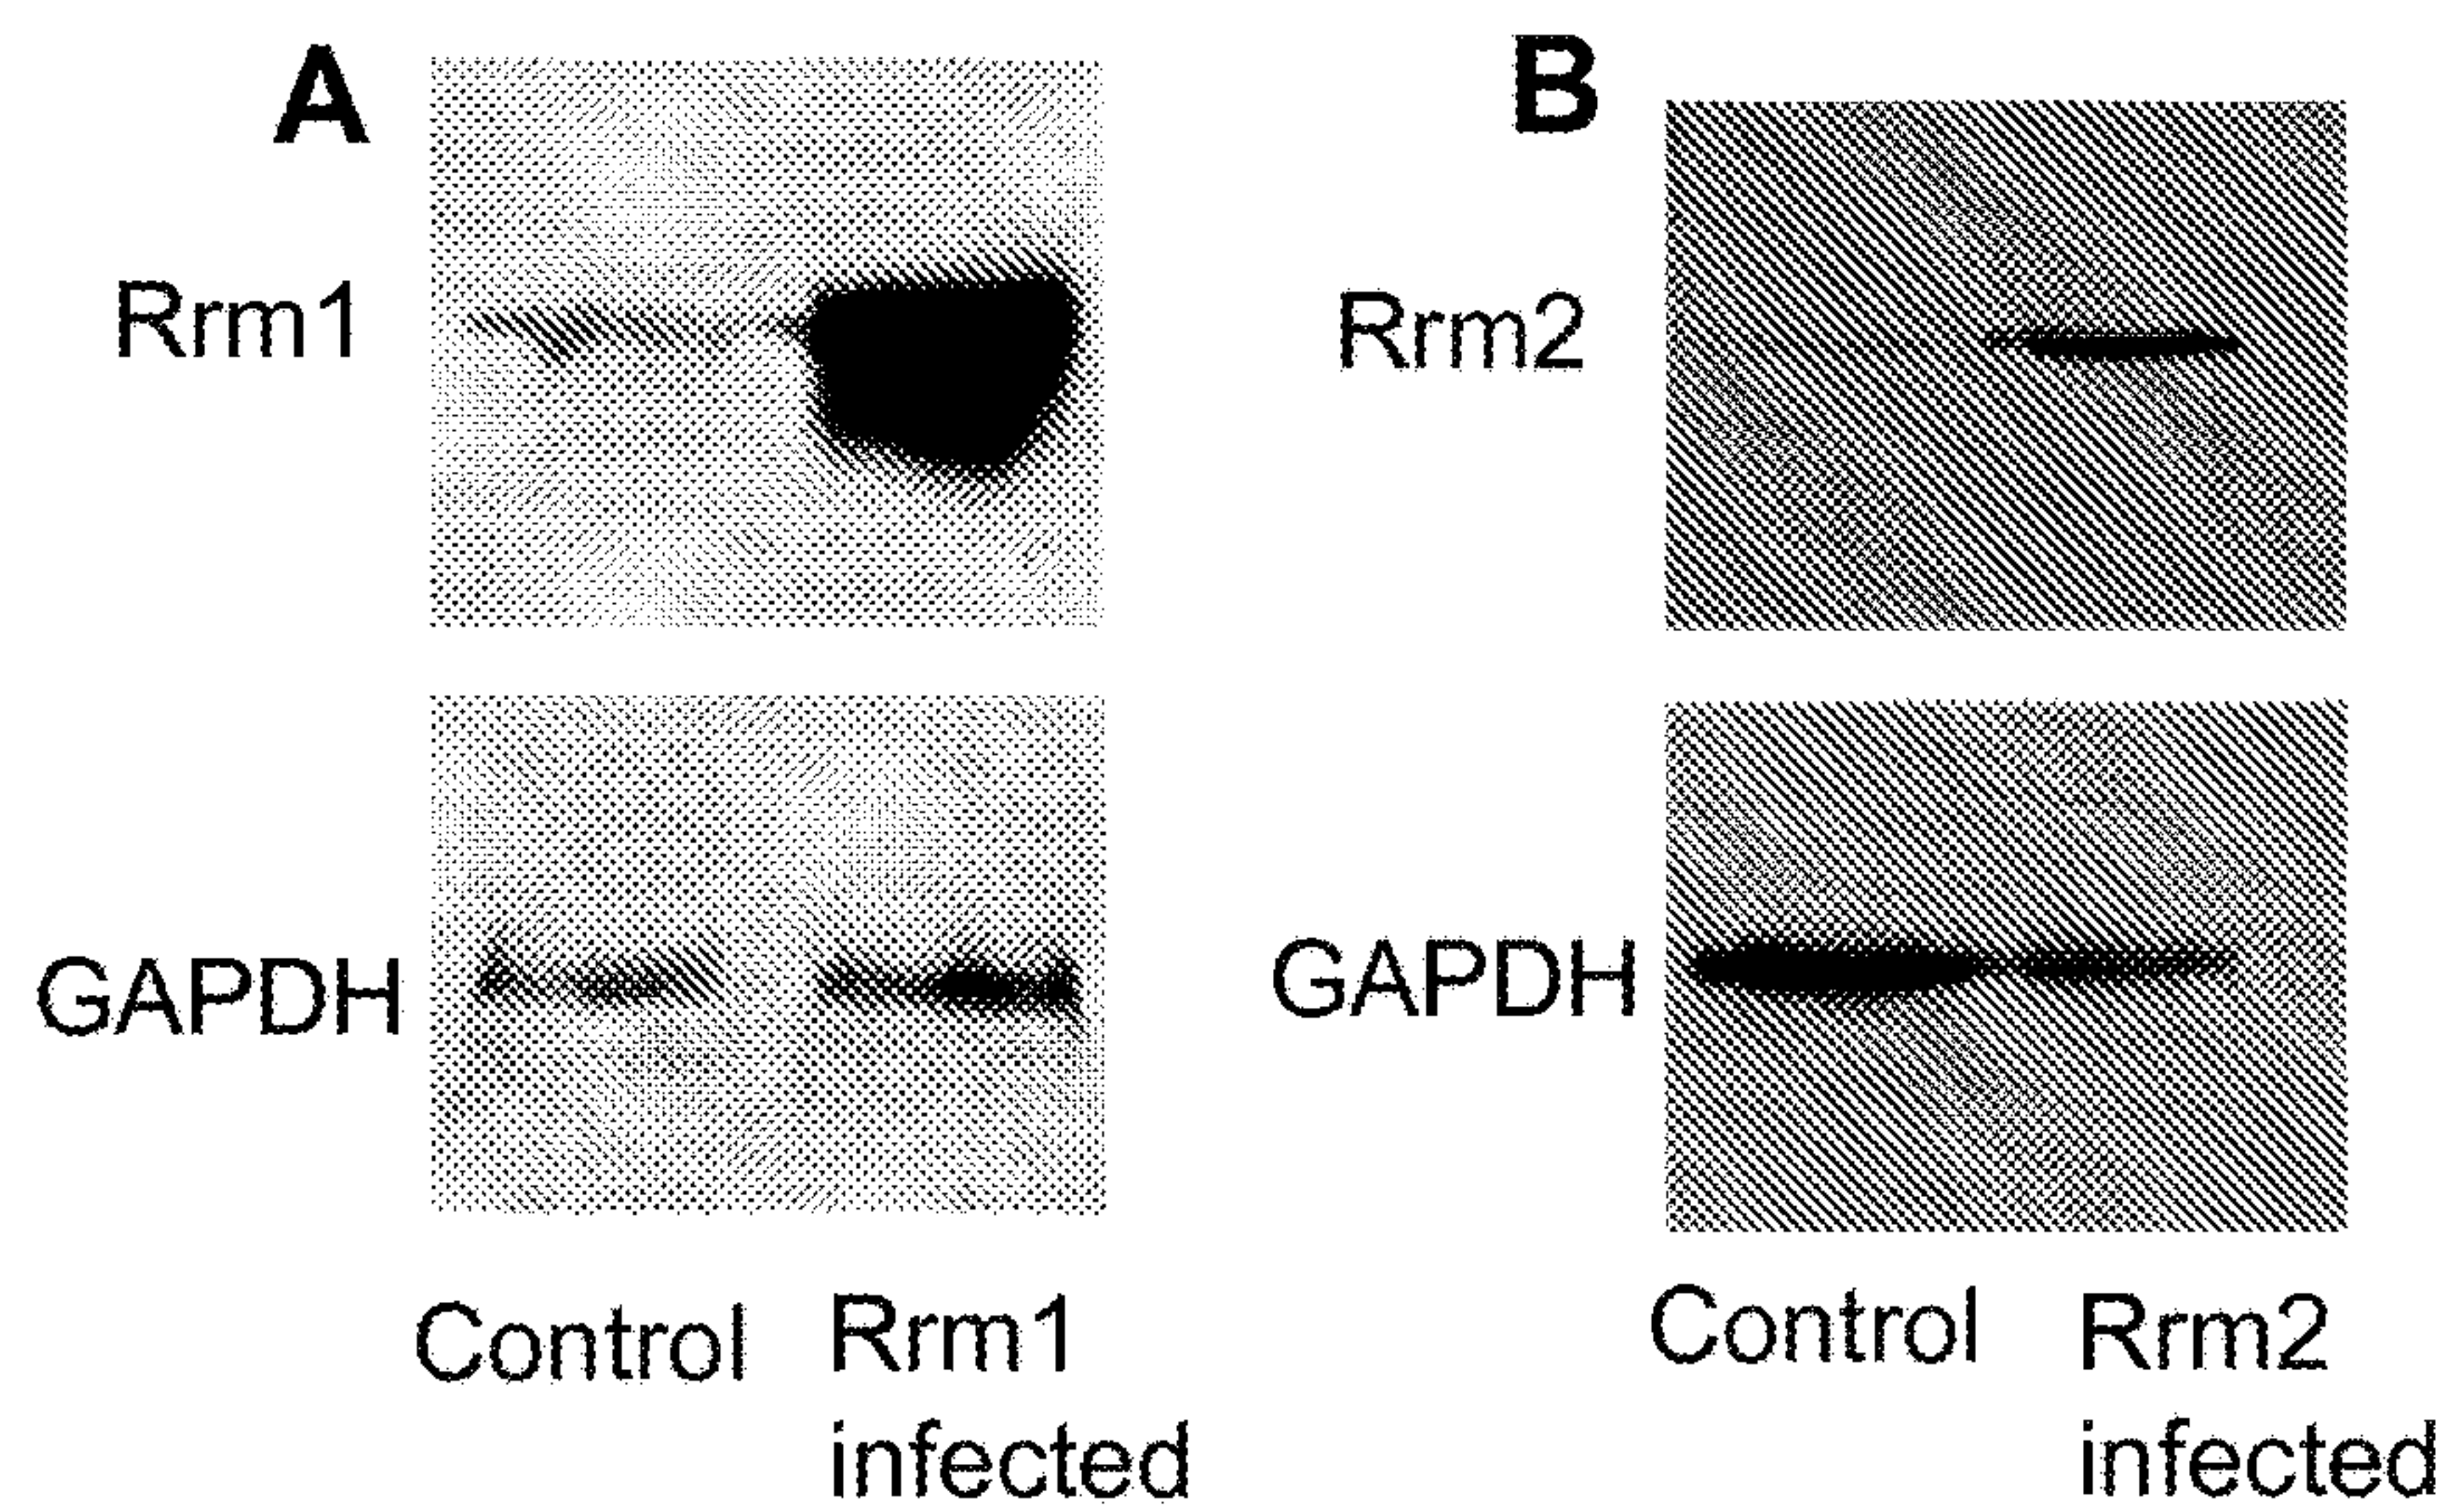 A
B
Rrm1
Rrm2
GAPDH
GAPDH
Control
Rrm1
infected
Control
Rrm2
infected